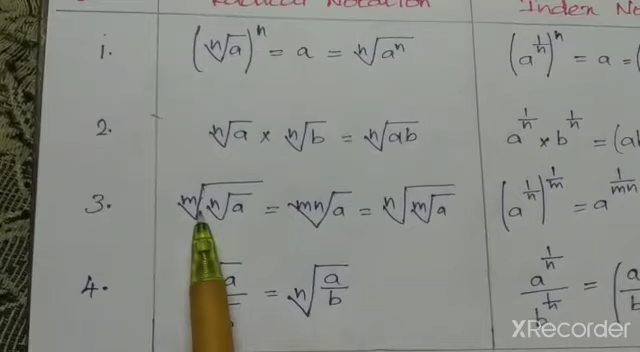 Radical Notation Index No
1. (ⁿ√a)ⁿ = a = ⁿ√aⁿ (a^{1/n})ⁿ = a = (
2. ⁿ√a × ⁿ√b = ⁿ√ab a^{1/n} × b^{1/n} = (ab
3. ᵐ√ⁿ√a = ᵐⁿ√a = ⁿ√ᵐ√a (a^{1/n})^{1/m} = a^{1/mn}
4. a = ⁿ√a/b a^{1/n}/b^{1/n} = (a/b
XRecorder